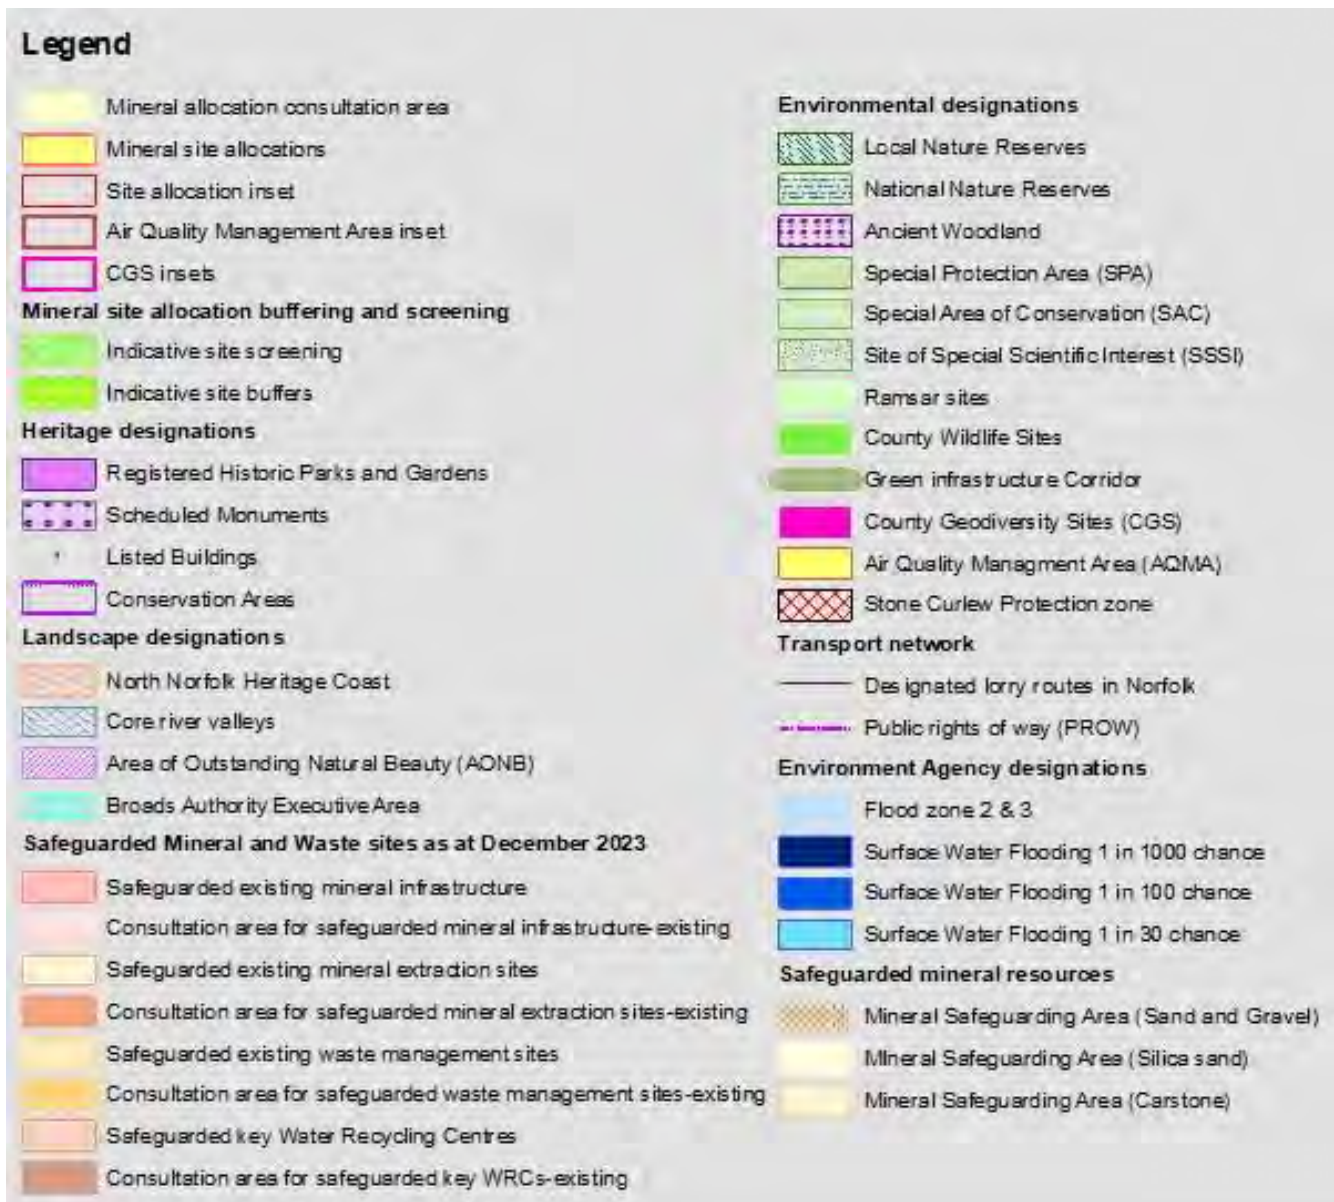 Legend
Mineral allocation consultation area
Mineral site allocations
Site allocation inset
Air Quality Management Area inset
CGS insets
Mineral site allocation buffering and screening
Indicative site screening
Indicative site buffers
Heritage designations
Registered Historic Parks and Gardens
Scheduled Monuments
Listed Buildings
Conservation Areas
Landscape designations
North Norfolk Heritage Coast
Core river valleys
Area of Outstanding Natural Beauty (AONB)
Broads Authority Executive Area
Safeguarded Mineral and Waste sites as at December 2023
Safeguarded existing mineral infrastructure
Consultation area for safeguarded mineral infrastructure-existing
Safeguarded existing mineral extraction sites
Consultation area for safeguarded mineral extraction sites-existing
Safeguarded existing waste management sites
Consultation area for safeguarded waste management sites-existing
Safeguarded key Water Recycling Centres
Consultation area for safeguarded key WRCs-existing
Environmental designations
Local Nature Reserves
National Nature Reserves
Ancient Woodland
Special Protection Area (SPA)
Special Area of Conservation (SAC)
Site of Special Scientific Interest (SSSI)
Ramsar sites
County Wildlife Sites
Green infrastructure Corridor
County Geodiversity Sites (CGS)
Air Quality Managment Area (AQMA)
Stone Curlew Protection zone
Transport network
Designated lorry routes in Norfolk
Public rights of way (PROW)
Environment Agency designations
Flood zone 2 & 3
Surface Water Flooding 1 in 1000 chance
Surface Water Flooding 1 in 100 chance
Surface Water Flooding 1 in 30 chance
Safeguarded mineral resources
Mineral Safeguarding Area (Sand and Gravel)
MIneral Safeguarding Area (Silica sand)
Mineral Safeguarding Area (Carstone)